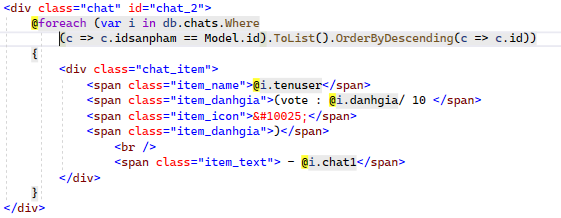 <div class="chat" id="chat_2">
@foreach (var i in db.chats.Where
(c => c.idsanpham == Model.id).ToList().OrderByDescending(c => c.id))
{
<div class="chat_item">
<span class="item_name">@i.tenuser</span>
<span class="item_danhgia">(vote : @i.danhgia/ 10 </span>
<span class="item_icon">&#10025;</span>
<span class="item_danhgia">)</span>
<br />
<span class="item_text"> - @i.chat1</span>
</div>
}
</div>